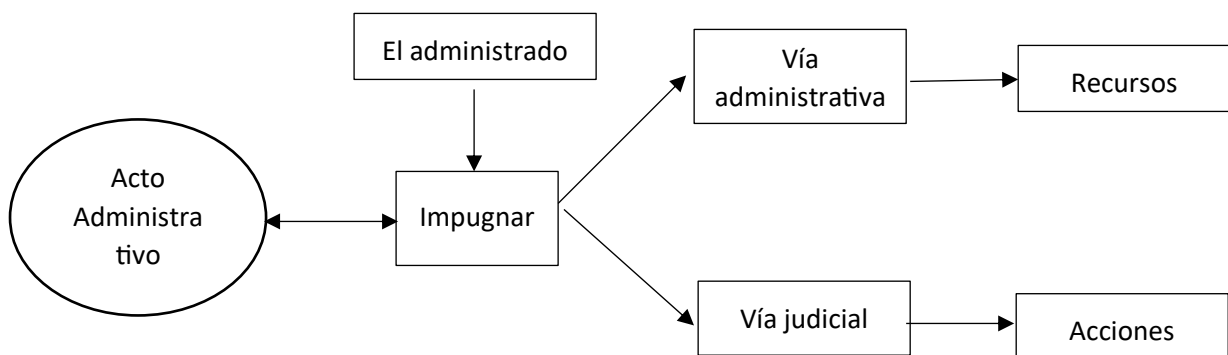 El administrado
Vía
administrativa
Recursos
Acto
Administra
tivo
Impugnar
Vía judicial
Acciones